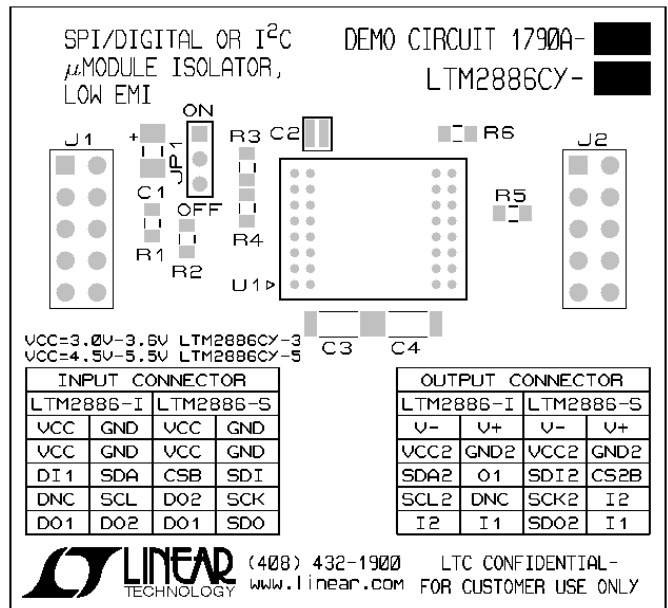 SPI/DIGITAL OR I²C
µMODULE ISOLATOR,
LOW EMI
DEMO CIRCUIT 1790A-
LTM2886CY-
J1
+
ON
JP1
OFF
C1
R1
R2
R3
R4
C2
R6
J2
R5
U1
C3
C4
VCC=3.0V-3.6V LTM2886CY-3
VCC=4.5V-5.5V LTM2886CY-5
INPUT CONNECTOR
LTM2886-I LTM2886-S
VCC GND VCC GND
VCC GND VCC GND
DI1 SDA CSB SDI
DNC SCL DO2 SCK
DO1 DO2 DO1 SDO
OUTPUT CONNECTOR
LTM2886-I LTM2886-S
V- V+ V- V+
VCC2 GND2 VCC2 GND2
SDA2 O1 SDI2 CS2B
SCL2 DNC SCK2 I2
I2 I1 SDO2 I1
LINEAR
TECHNOLOGY
(408) 432-1900
www.linear.com
LTC CONFIDENTIAL-
FOR CUSTOMER USE ONLY